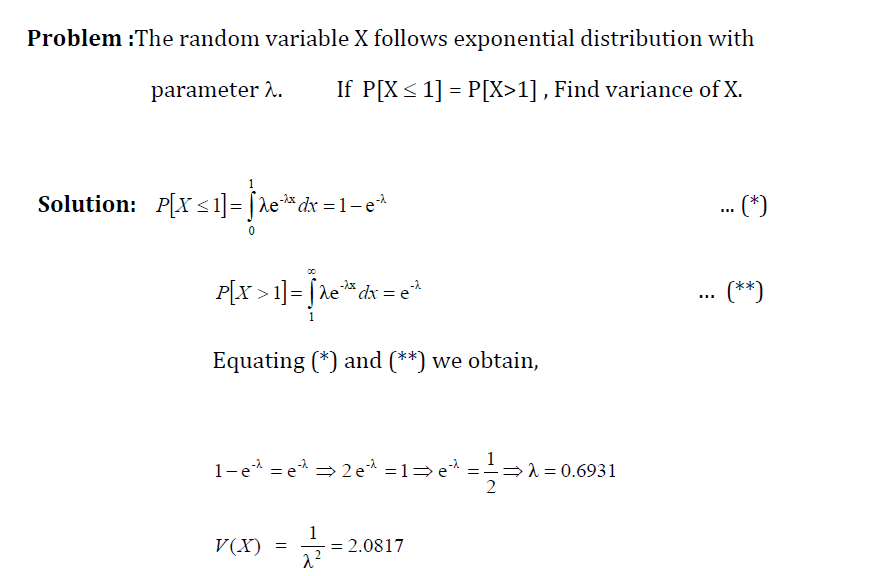 Problem :The random variable X follows exponential distribution with
parameter λ. If P[X ≤ 1] = P[X>1] , Find variance of X.
Solution: P[X ≤ 1] = ∫₀¹ λe^{-λx} dx = 1 – e^{-λ} ... (*)
P[X > 1] = ∫₁^∞ λe^{-λx} dx = e^{-λ} ... (**)
Equating (*) and (**) we obtain,
1 – e^{-λ} = e^{-λ} ⇒ 2 e^{-λ} = 1 ⇒ e^{-λ} = 1/2 ⇒ λ = 0.6931
V(X) = 1/λ² = 2.0817